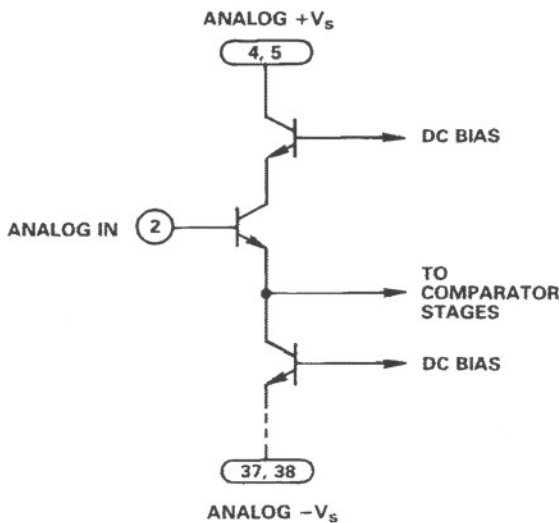 ANALOG +Vs
4, 5
DC BIAS
ANALOG IN
2
TO
COMPARATOR
STAGES
DC BIAS
37, 38
ANALOG −Vs